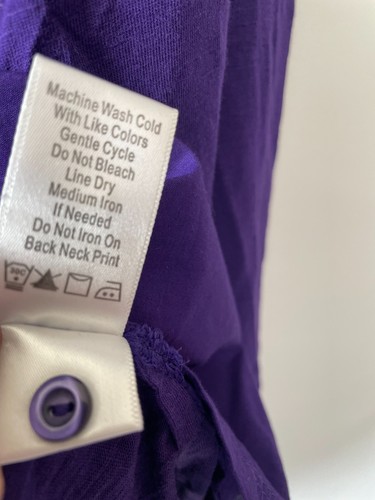 Machine Wash Cold
With Like Colors
Gentle Cycle
Do Not Bleach
Line Dry
Medium Iron
If Needed
Do Not Iron On
Back Neck Print
30C